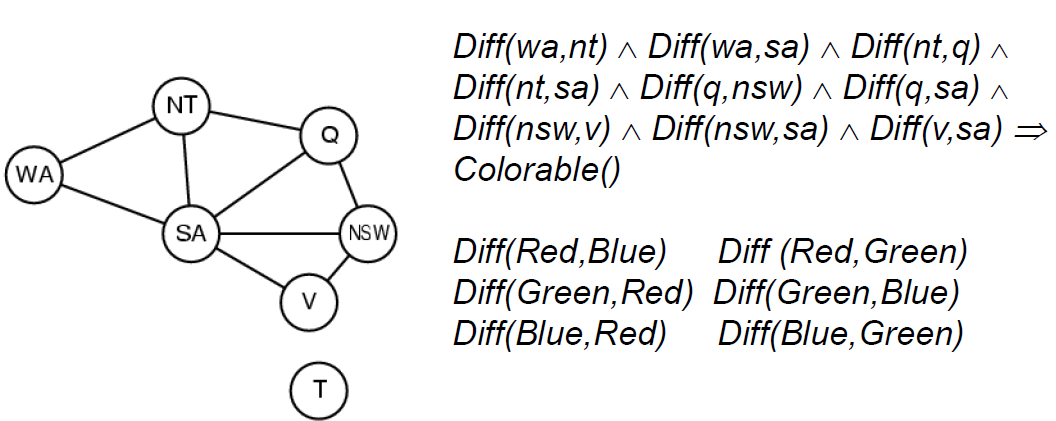 Diff(wa,nt) ∧ Diff(wa,sa) ∧ Diff(nt,q) ∧
Diff(nt,sa) ∧ Diff(q,nsw) ∧ Diff(q,sa) ∧
Diff(nsw,v) ∧ Diff(nsw,sa) ∧ Diff(v,sa) ⇒
Colorable()
Diff(Red,Blue) Diff (Red,Green)
Diff(Green,Red) Diff(Green,Blue)
Diff(Blue,Red) Diff(Blue,Green)
NT
Q
WA
SA
NSW
V
T